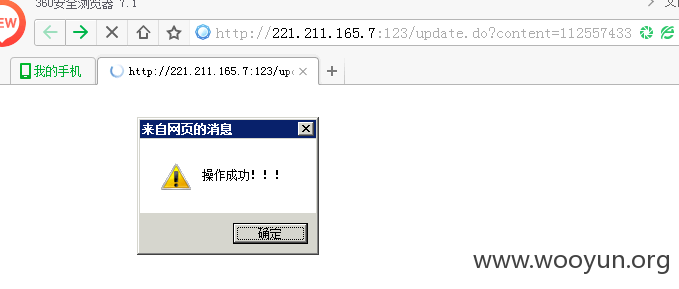 360安全浏览器 7.1
EW
http://221.211.165.7:123/update.do?content=112557433
我的手机
http://221.211.165.7:123/upd
来自网页的消息
操作成功！！！
确定
www.wooyun.org